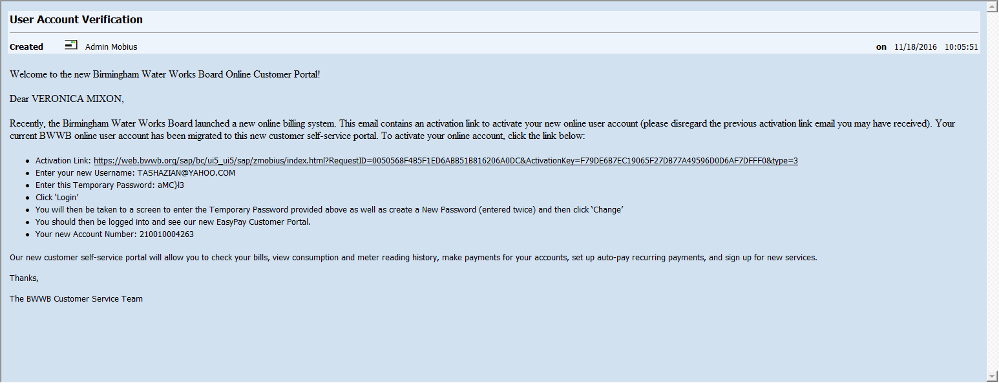 User Account Verification
Created Admin Mobius on 11/18/2016 10:05:51
Welcome to the new Birmingham Water Works Board Online Customer Portal!
Dear VERONICA MIXON,
Recently, the Birmingham Water Works Board launched a new online billing system. This email contains an activation link to activate your new online user account (please disregard the previous activation link email you may have received). Your
current BWWB online user account has been migrated to this new customer self-service portal. To activate your online account, click the link below:
• Activation Link: https://web.bwwb.org/sap/bc/ui5_ui5/sap/zmobius/index.html?RequestID=0050568F4B5F1ED6ABB51B816206A0DC&ActivationKey=F79DE6B7EC19065F27DB77A49596D0D6AF7DFFF0&type=3
• Enter your new Username: TASHAZIAN@YAHOO.COM
• Enter this Temporary Password: aMC}l3
• Click ‘Login’
• You will then be taken to a screen to enter the Temporary Password provided above as well as create a New Password (entered twice) and then click ‘Change’
• You should then be logged into and see our new EasyPay Customer Portal.
• Your new Account Number: 210010004263
Our new customer self-service portal will allow you to check your bills, view consumption and meter reading history, make payments for your accounts, set up auto-pay recurring payments, and sign up for new services.
Thanks,
The BWWB Customer Service Team